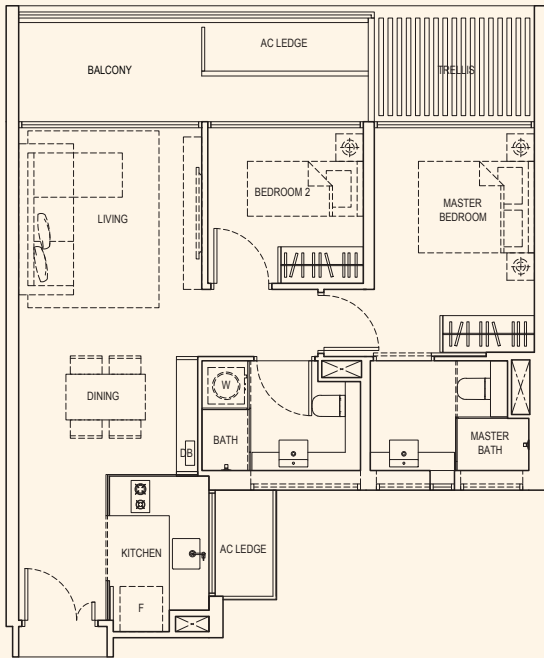 AC LEDGE
BALCONY
TRELLIS
BEDROOM 2
LIVING
MASTER
BEDROOM
W
DINING
BATH
MASTER
BATH
DB
KITCHEN
AC LEDGE
F